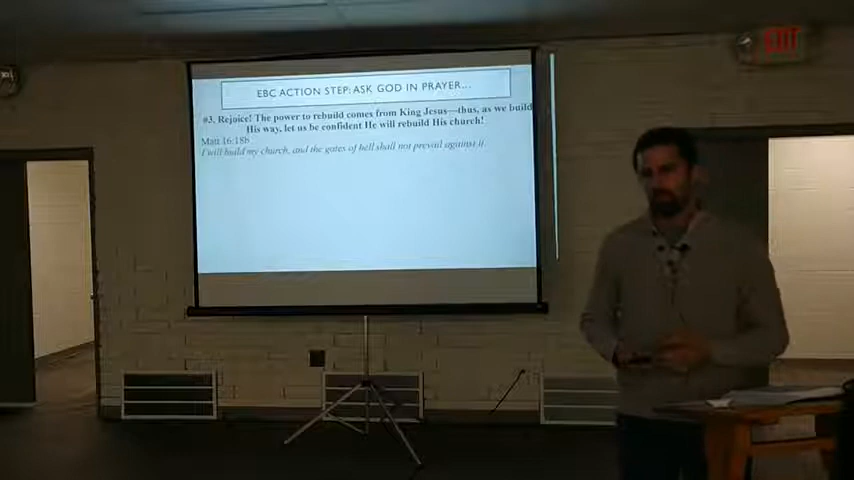 EBC ACTION STEP: ASK GOD IN PRAYER...
#3. Rejoice! The power to rebuild comes from King Jesus—thus, as we build
His way, let us be confident He will rebuild His church!
Matt 16:18b
I will build my church, and the gates of hell shall not prevail against it.
EXIT